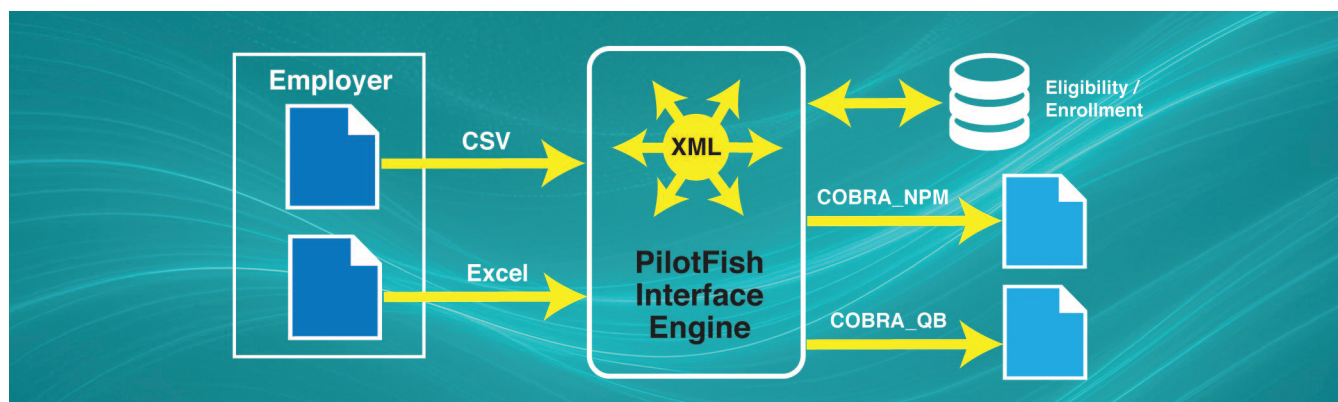 Employer
CSV
Excel
XML
PilotFish
Interface
Engine
Eligibility /
Enrollment
COBRA_NPM
COBRA_QB